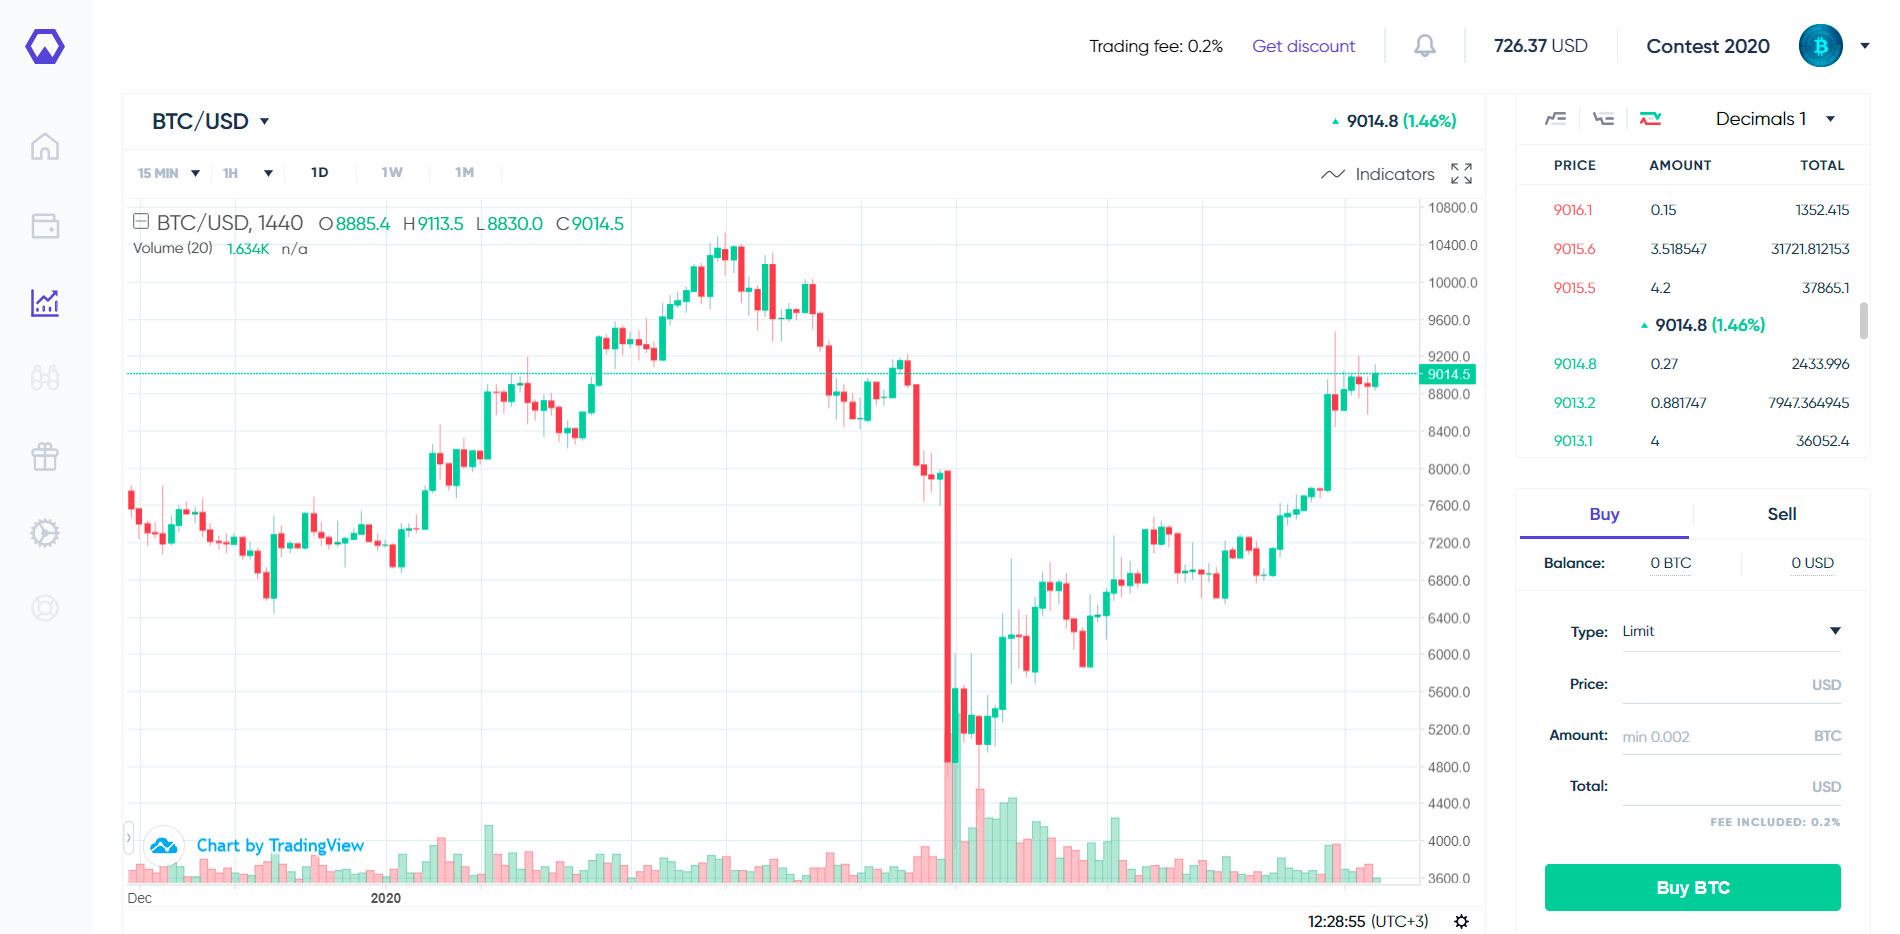 Trading fee: 0.2% Get discount 726.37 USD Contest 2020
BTC/USD
9014.8 (1.46%)
15 MIN 1H 1D 1W 1M
Indicators
BTC/USD, 1440 O 8885.4 H 9113.5 L 8830.0 C 9014.5
Volume (20) 1.634K n/a
10800.0
10400.0
10000.0
9600.0
9200.0
9014.5
8800.0
8400.0
8000.0
7600.0
7200.0
6800.0
6400.0
6000.0
5600.0
5200.0
4800.0
4400.0
4000.0
3600.0
Chart by TradingView
Dec 2020
12:28:55 (UTC+3)
Decimals 1
PRICE AMOUNT TOTAL
9016.1 0.15 1352.415
9015.6 3.518547 31721.812153
9015.5 4.2 37865.1
9014.8 (1.46%)
9014.8 0.27 2433.996
9013.2 0.881747 7947.364945
9013.1 4 36052.4
Buy Sell
Balance: 0 BTC 0 USD
Type: Limit
Price: USD
Amount: min 0.002 BTC
Total: USD
FEE INCLUDED: 0.2%
Buy BTC